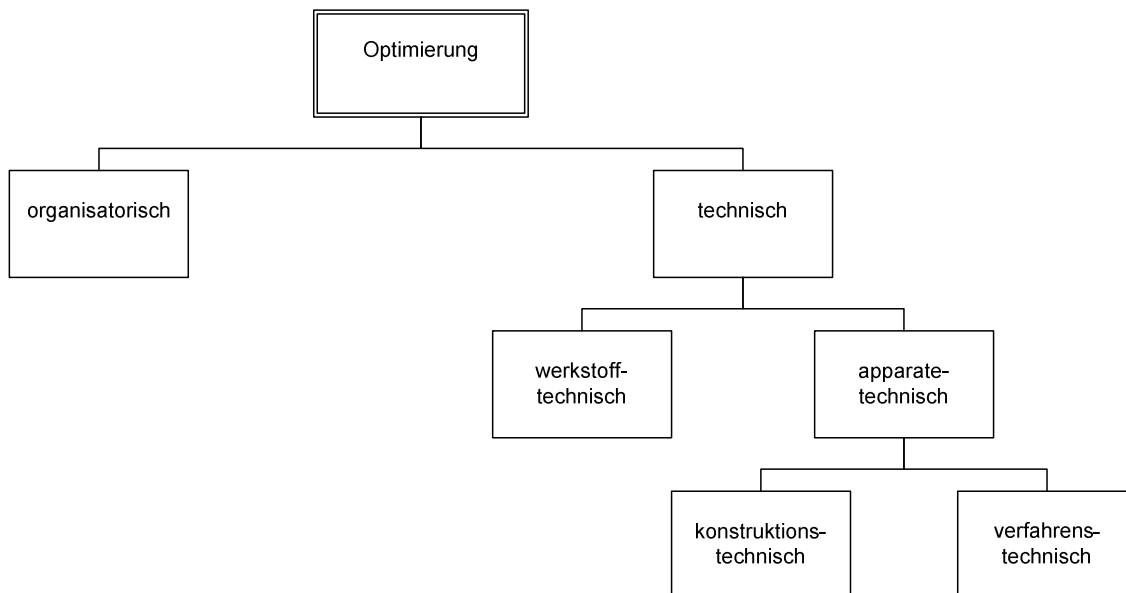 Optimierung
organisatorisch
technisch
werkstoff-
technisch
apparate-
technisch
konstruktions-
technisch
verfahrens-
technisch